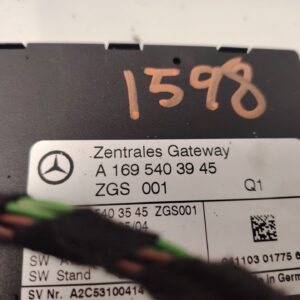 1598
Zentrales Gateway
A 169 540 39 45
ZGS 001 Q1
540 35 45 ZGS001
/04
SW
SW Stand
SV Nr. A2C53100414